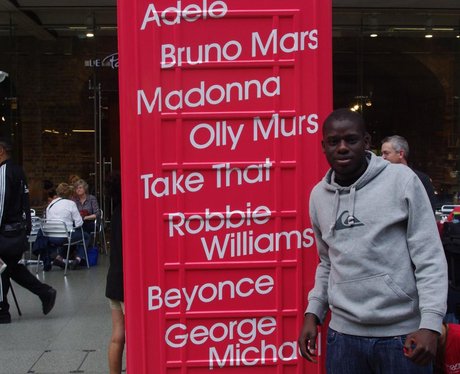 Adele
Bruno Mars
Madonna
Olly Murs
Take That
Robbie
Williams
Beyonce
George
Micha